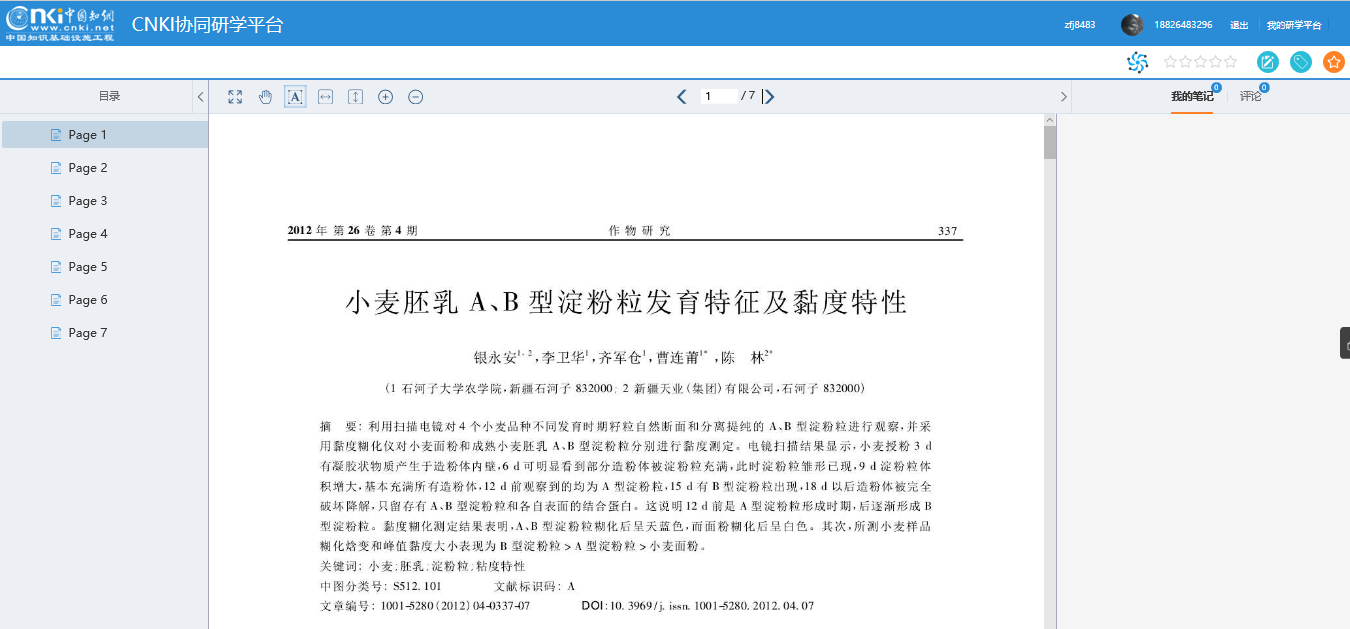 Cnki中国知网
www.cnki.net
中国知识基础设施工程
CNKI协同研学平台
zfj8483
18826483296
退出
我的研学平台
目录
1 / 7
我的笔记 0
评论 0
Page 1
Page 2
Page 3
Page 4
Page 5
Page 6
Page 7
2012 年 第 26 卷 第 4 期 作 物 研 究 337
小麦胚乳 A、B 型淀粉粒发育特征及黏度特性
银永安1,2,李卫华1,齐军仓1,曹连莆1*,陈 林2*
(1 石河子大学农学院,新疆石河子 832000; 2 新疆天业(集团)有限公司,石河子 832000)
摘 要: 利用扫描电镜对 4 个小麦品种不同发育时期籽粒自然断面和分离提纯的 A、B 型淀粉粒进行观察,并采
用黏度糊化仪对小麦面粉和成熟小麦胚乳 A、B 型淀粉粒分别进行黏度测定。电镜扫描结果显示,小麦授粉 3 d
有凝胶状物质产生于造粉体内壁,6 d 可明显看到部分造粉体被淀粉粒充满,此时淀粉粒雏形已现,9 d 淀粉粒体
积增大,基本充满所有造粉体,12 d 前观察到的均为 A 型淀粉粒,15 d 有 B 型淀粉粒出现,18 d 以后造粉体被完全
破坏降解,只留存有 A、B 型淀粉粒和各自表面的结合蛋白。这说明 12 d 前是 A 型淀粉粒形成时期,后逐渐形成 B
型淀粉粒。黏度糊化测定结果表明,A、B 型淀粉粒糊化后呈天蓝色,而面粉糊化后呈白色。其次,所测小麦样品
糊化焓变和峰值黏度大小表现为 B 型淀粉粒 > A 型淀粉粒 > 小麦面粉。
关键词: 小麦;胚乳;淀粉粒;粘度特性
中图分类号: S512.101 文献标识码: A
文章编号: 1001-5280(2012)04-0337-07 DOI:10.3969/j.issn.1001-5280.2012.04.07